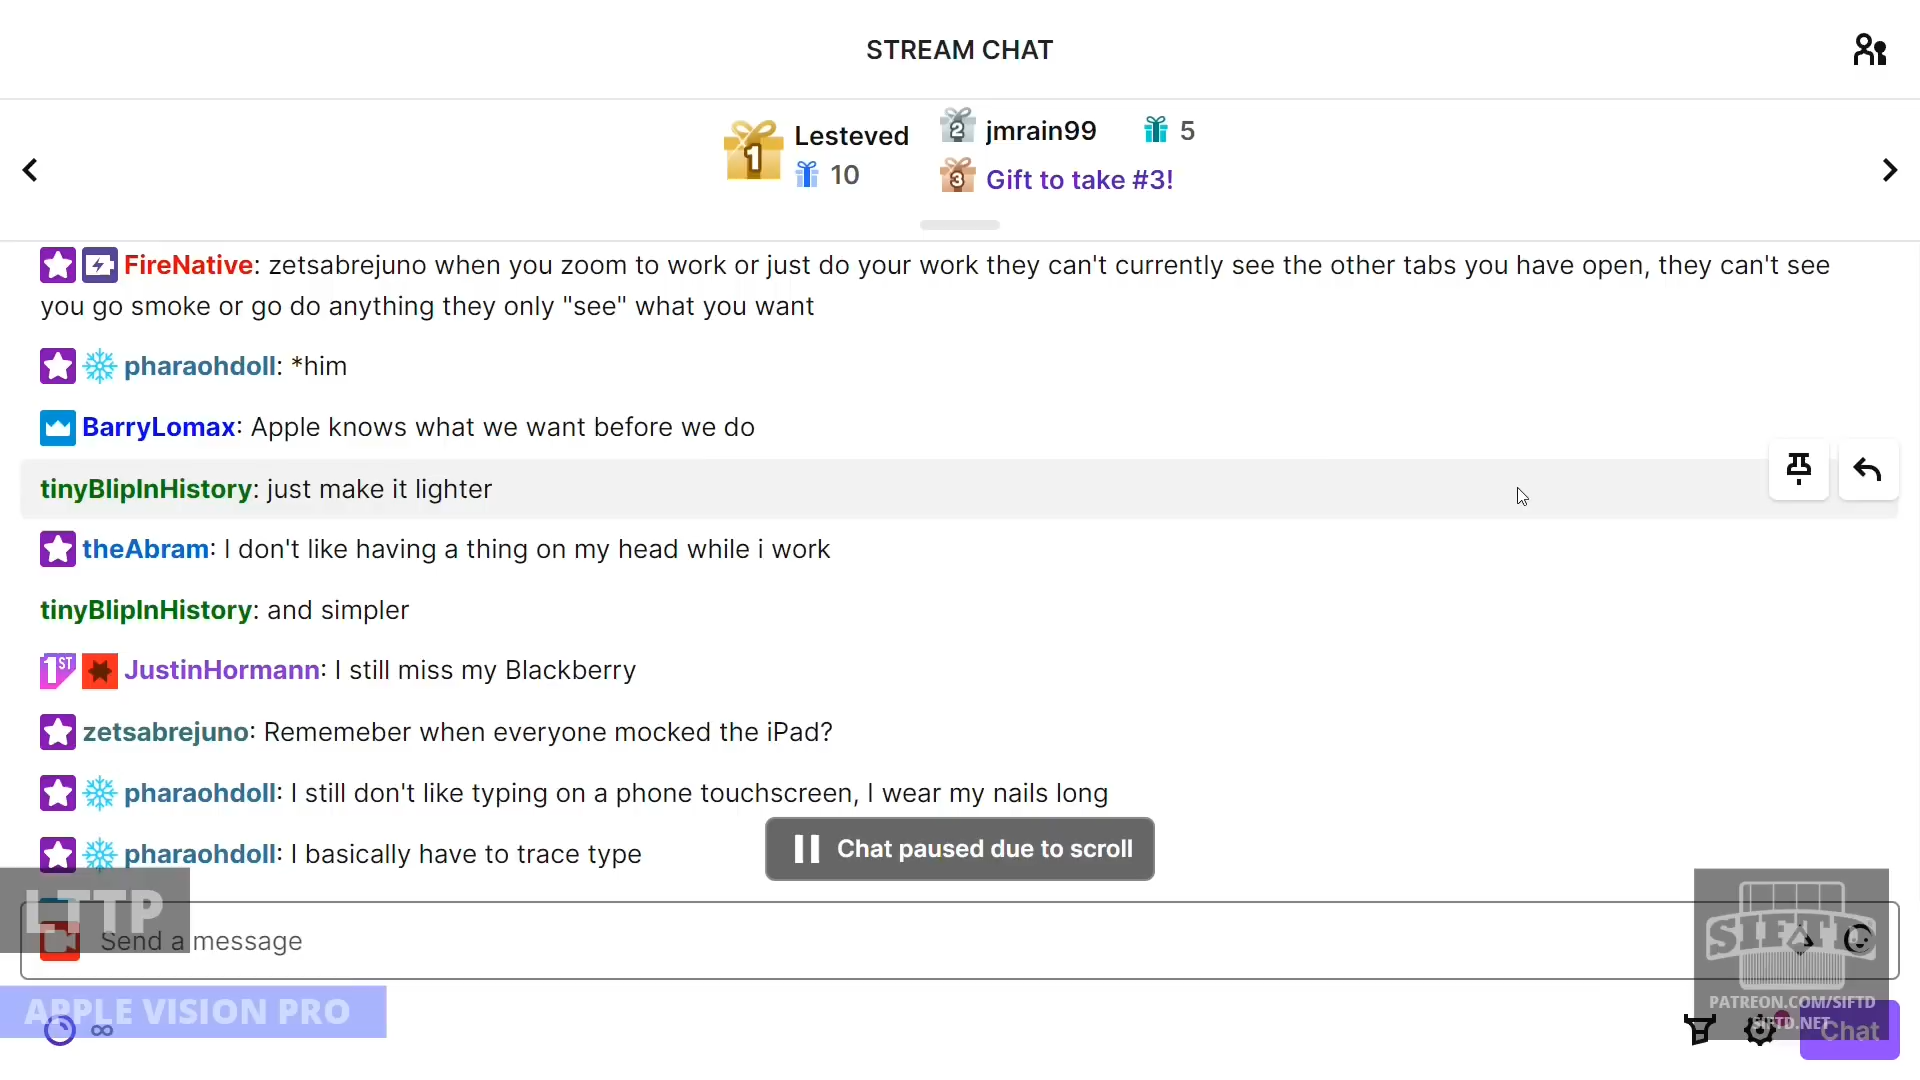 STREAM CHAT
1 Lesteved
10
2 jmrain99 5
3 Gift to take #3!
FireNative: zetsabrejuno when you zoom to work or just do your work they can't currently see the other tabs you have open, they can't see
you go smoke or go do anything they only "see" what you want
pharaohdoll: *him
BarryLomax: Apple knows what we want before we do
tinyBlipInHistory: just make it lighter
theAbram: I don't like having a thing on my head while i work
tinyBlipInHistory: and simpler
1ST JustinHormann: I still miss my Blackberry
zetsabrejuno: Rememeber when everyone mocked the iPad?
pharaohdoll: I still don't like typing on a phone touchscreen, I wear my nails long
pharaohdoll: I basically have to trace type
Chat paused due to scroll
LTTP
Send a message
SIFTD
APPLE VISION PRO
PATREON.COM/SIFTD
SIFTD.NET
Chat